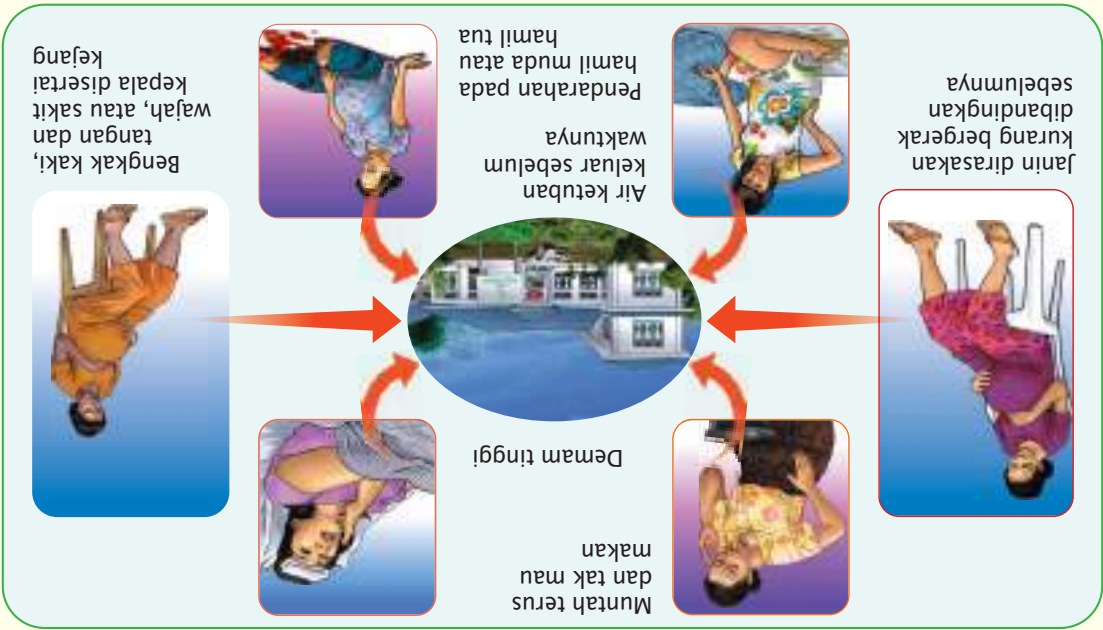 Muntah terus
dan tak mau
makan
Demam tinggi
Janin dirasakan
kurang bergerak
dibandingkan
sebelumnya
Air ketuban
keluar sebelum
waktunya
Pendarahan pada
hamil muda atau
hamil tua
Bengkak kaki,
tangan dan
wajah, atau sakit
kepala disertai
kejang